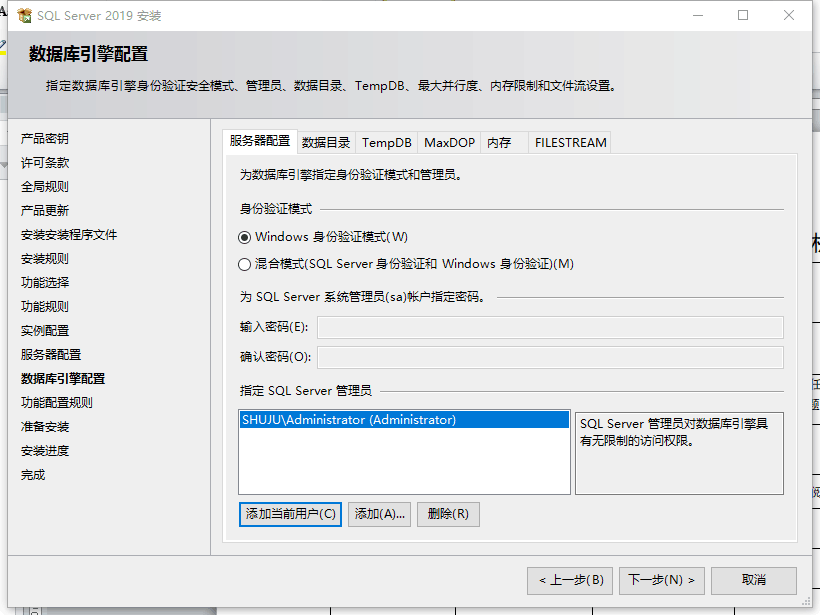 SQL Server 2019 安装
数据库引擎配置
指定数据库引擎身份验证安全模式、管理员、数据目录、TempDB、最大并行度、内存限制和文件流设置。
产品密钥
许可条款
全局规则
产品更新
安装安装程序文件
安装规则
功能选择
功能规则
实例配置
服务器配置
数据库引擎配置
功能配置规则
准备安装
安装进度
完成
服务器配置 数据目录 TempDB MaxDOP 内存 FILESTREAM
为数据库引擎指定身份验证模式和管理员。
身份验证模式
Windows 身份验证模式(W)
混合模式(SQL Server 身份验证和 Windows 身份验证)(M)
为 SQL Server 系统管理员(sa)帐户指定密码。
输入密码(E):
确认密码(O):
指定 SQL Server 管理员
SHUJU\Administrator (Administrator)
SQL Server 管理员对数据库引擎具
有无限制的访问权限。
添加当前用户(C) 添加(A)... 删除(R)
< 上一步(B) 下一步(N) > 取消